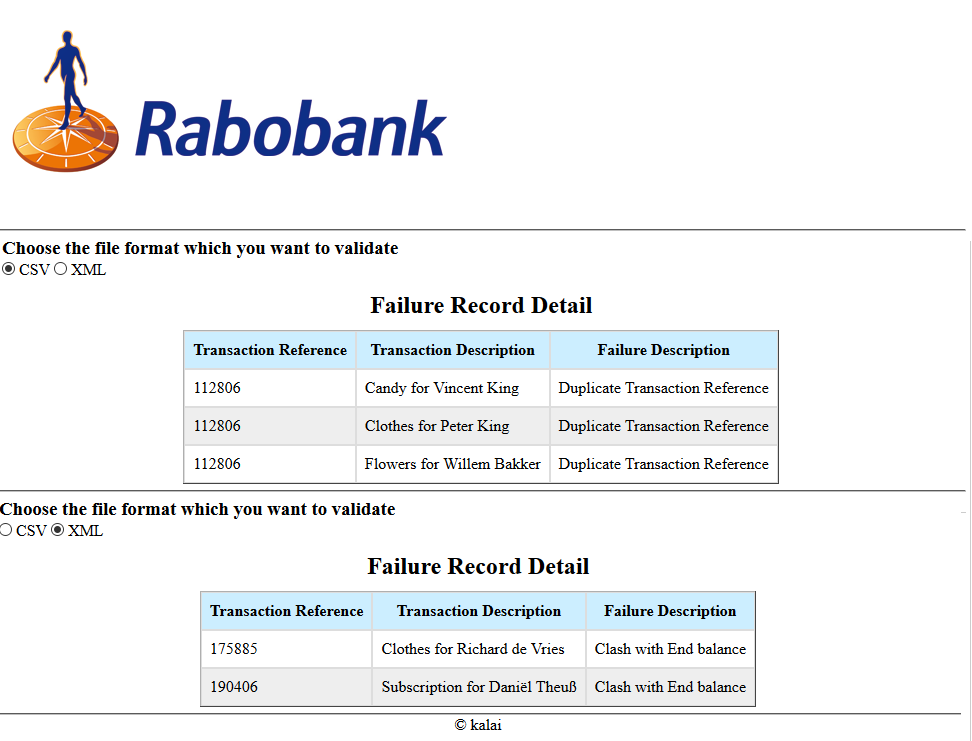 Rabobank
Choose the file format which you want to validate
CSV XML
Failure Record Detail
Transaction Reference Transaction Description Failure Description
112806 Candy for Vincent King Duplicate Transaction Reference
112806 Clothes for Peter King Duplicate Transaction Reference
112806 Flowers for Willem Bakker Duplicate Transaction Reference
Choose the file format which you want to validate
CSV XML
Failure Record Detail
Transaction Reference Transaction Description Failure Description
175885 Clothes for Richard de Vries Clash with End balance
190406 Subscription for Daniël Theuß Clash with End balance
© kalai